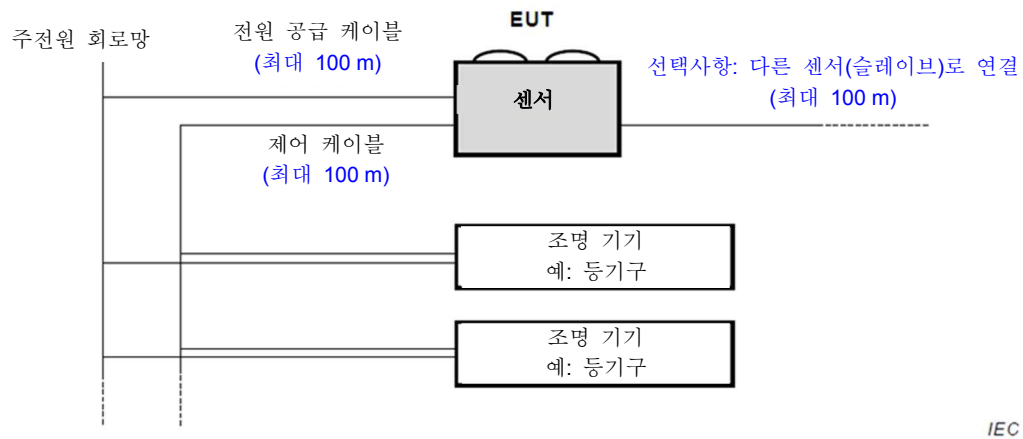 EUT
주전원 회로망
전원 공급 케이블
(최대 100 m)
센서
선택사항: 다른 센서(슬레이브)로 연결
(최대 100 m)
제어 케이블
(최대 100 m)
조명 기기
예: 등기구
조명 기기
예: 등기구
IEC